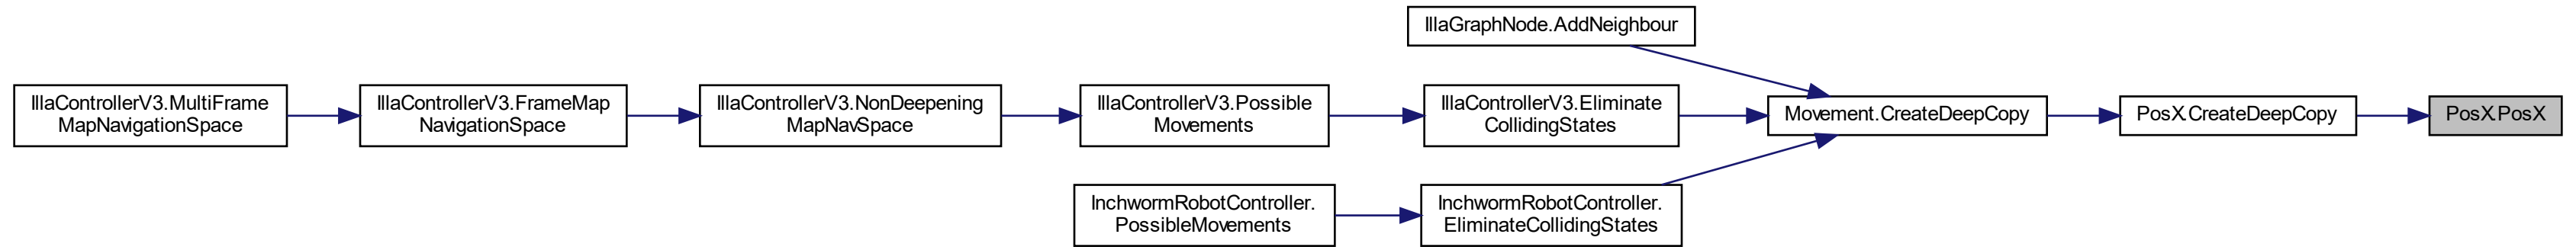 IllaGraphNode.AddNeighbour
IllaControllerV3.MultiFrame
MapNavigationSpace
IllaControllerV3.FrameMap
NavigationSpace
IllaControllerV3.NonDeepening
MapNavSpace
IllaControllerV3.Possible
Movements
IllaControllerV3.Eliminate
CollidingStates
Movement.CreateDeepCopy
PosX.CreateDeepCopy
PosX.PosX
InchwormRobotController.
PossibleMovements
InchwormRobotController.
EliminateCollidingStates